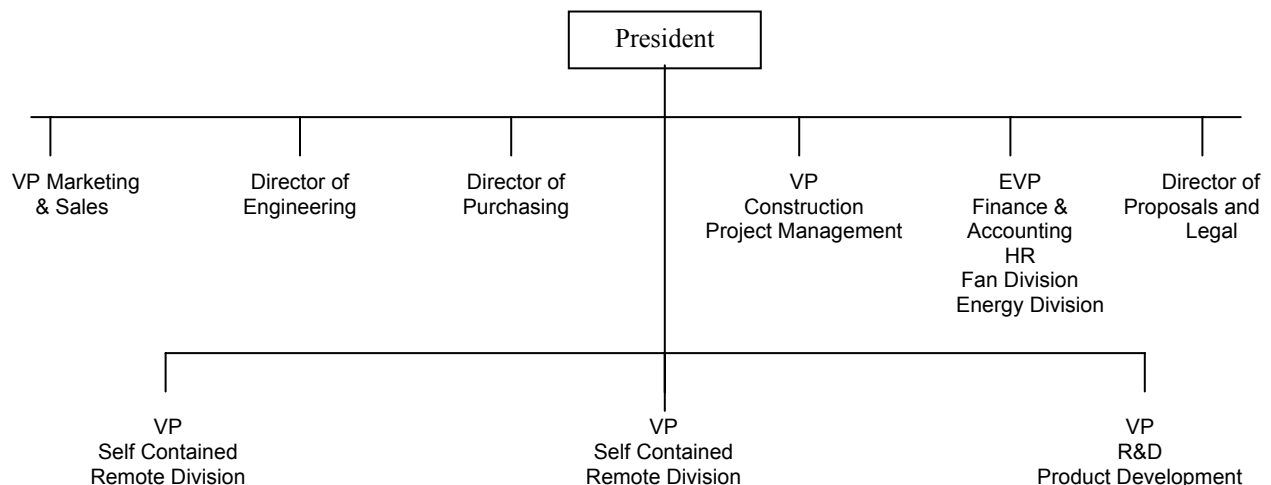 President
VP Marketing
& Sales
Director of
Engineering
Director of
Purchasing
VP
Construction
Project Management
EVP
Finance &
Accounting
HR
Fan Division
Energy Division
Director of
Proposals and
Legal
VP
Self Contained
Remote Division
VP
Self Contained
Remote Division
VP
R&D
Product Development